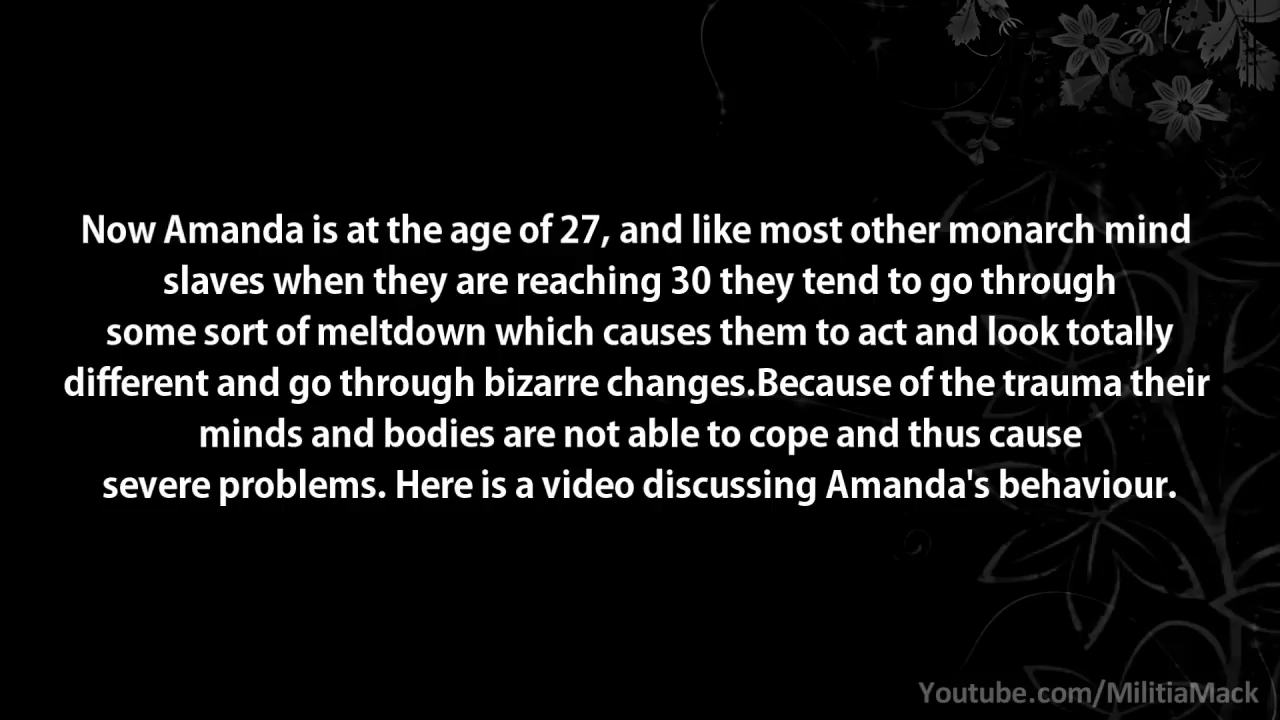 Now Amanda is at the age of 27, and like most other monarch mind
slaves when they are reaching 30 they tend to go through
some sort of meltdown which causes them to act and look totally
different and go through bizarre changes.Because of the trauma their
minds and bodies are not able to cope and thus cause
severe problems. Here is a video discussing Amanda's behaviour.
Youtube.com/MilitiaMack